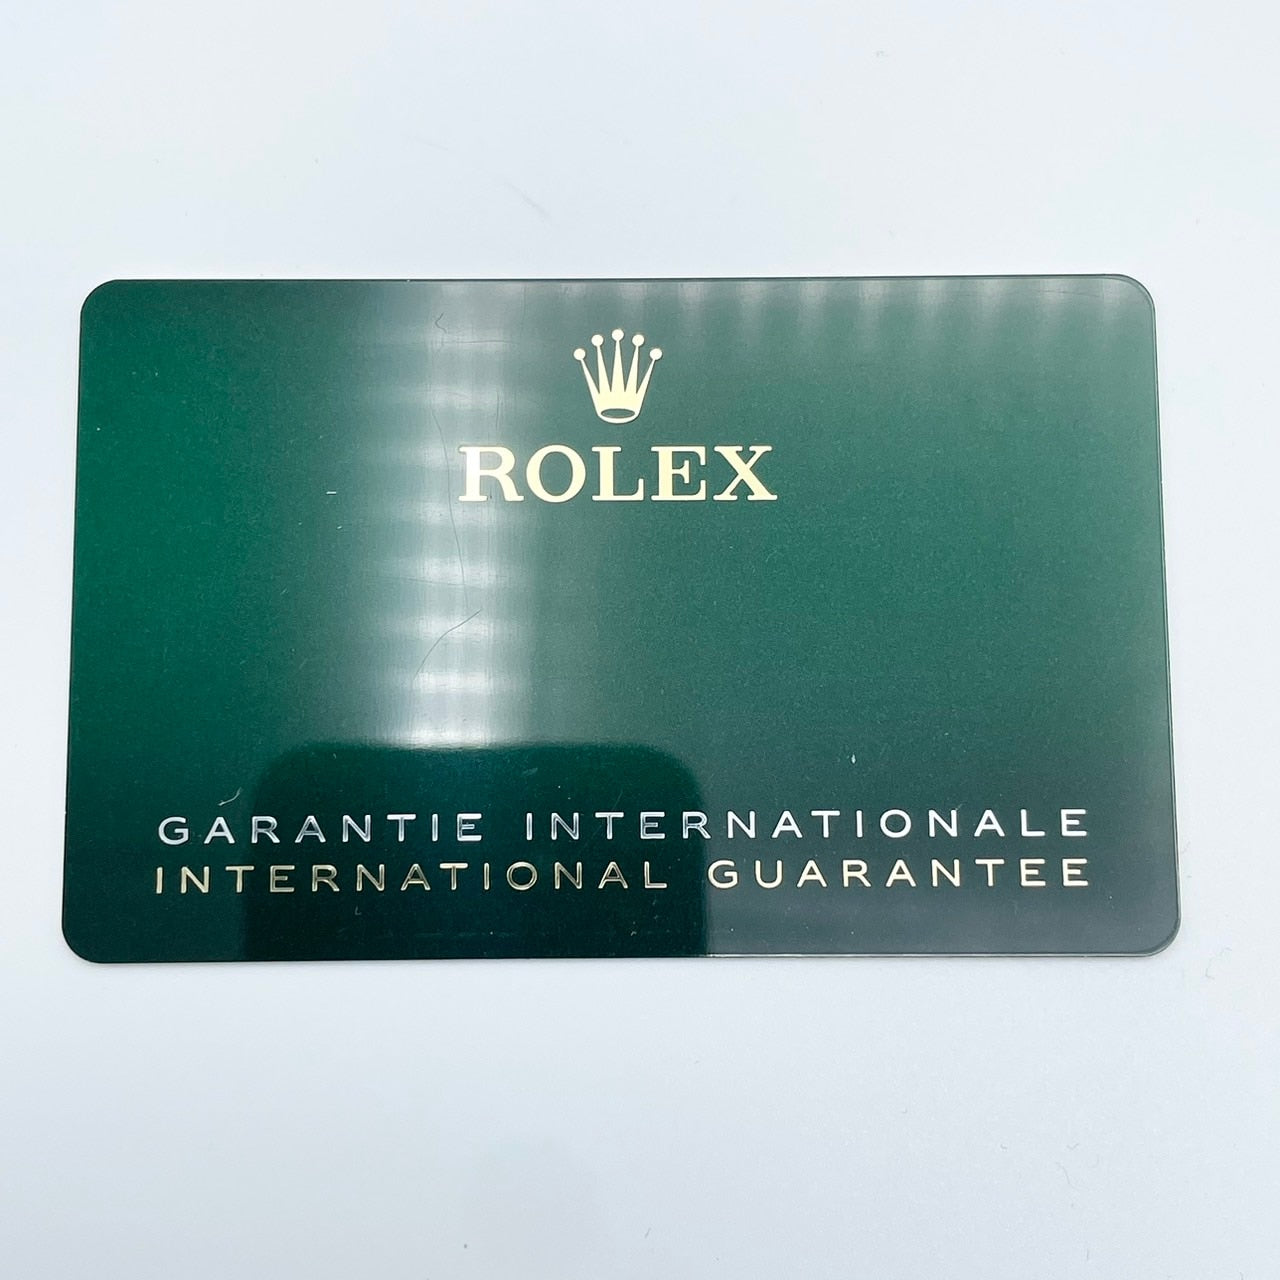 ROLEX
GARANTIE INTERNATIONALE
INTERNATIONAL GUARANTEE